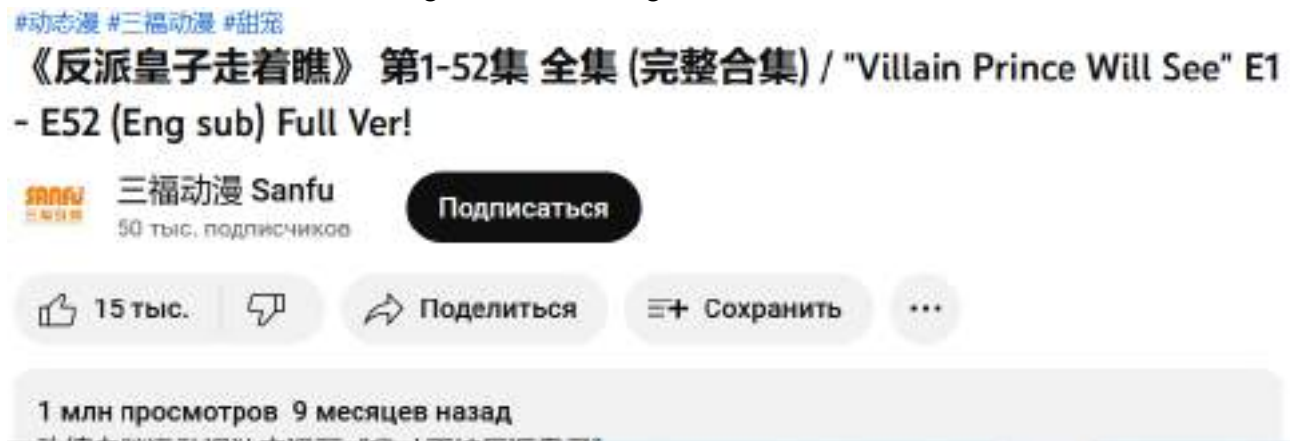 #动态漫 #三福动漫 #甜宠
《反派皇子走着瞧》 第1-52集 全集 (完整合集) / "Villain Prince Will See" E1
- E52 (Eng sub) Full Ver!
SANFU
三福动漫 Sanfu
50 тыс. подписчиков
Подписаться
15 тыс.
Поделиться
Сохранить
1 млн просмотров 9 месяцев назад